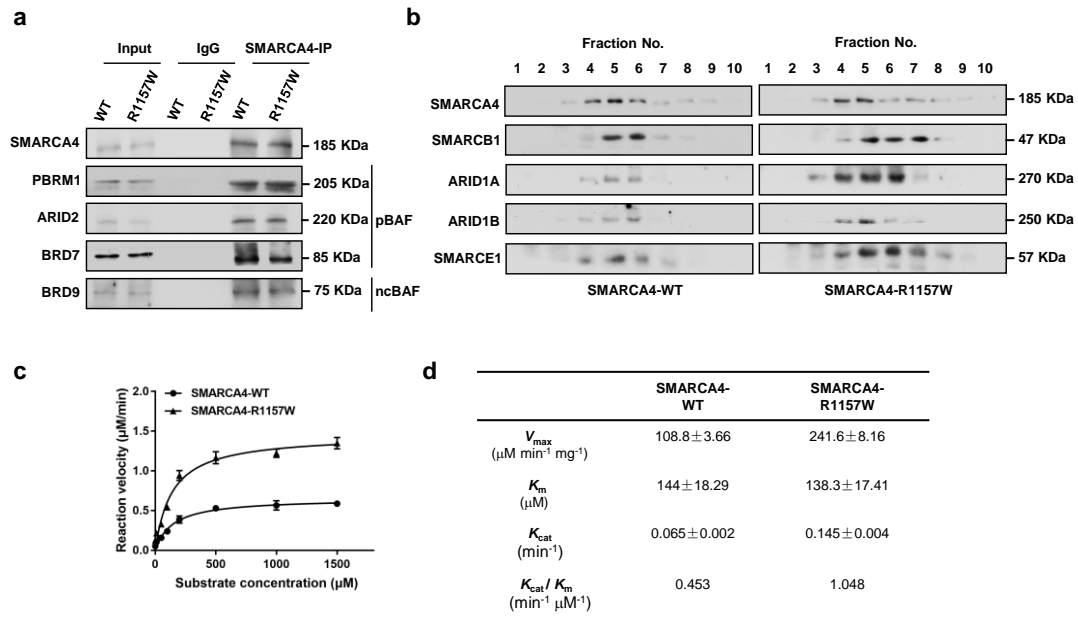 a
Input IgG SMARCA4-IP
WT R1157W WT R1157W WT R1157W
SMARCA4 185 KDa
PBRM1 205 KDa
ARID2 220 KDa pBAF
BRD7 85 KDa
BRD9 75 KDa ncBAF
b
Fraction No. Fraction No.
1 2 3 4 5 6 7 8 9 10 1 2 3 4 5 6 7 8 9 10
SMARCA4 185 KDa
SMARCB1 47 KDa
ARID1A 270 KDa
ARID1B 250 KDa
SMARCE1 57 KDa
SMARCA4-WT SMARCA4-R1157W
c
SMARCA4-WT
SMARCA4-R1157W
Reaction velocity (μM/min)
2.0
1.5
1.0
0.5
0.0
0 500 1000 1500
Substrate concentration (μM)
d
SMARCA4- SMARCA4-
WT R1157W
Vmax 108.8±3.66 241.6±8.16
(μM min-1 mg-1)
Km 144±18.29 138.3±17.41
(μM)
Kcat 0.065±0.002 0.145±0.004
(min-1)
Kcat / Km 0.453 1.048
(min-1 μM-1)